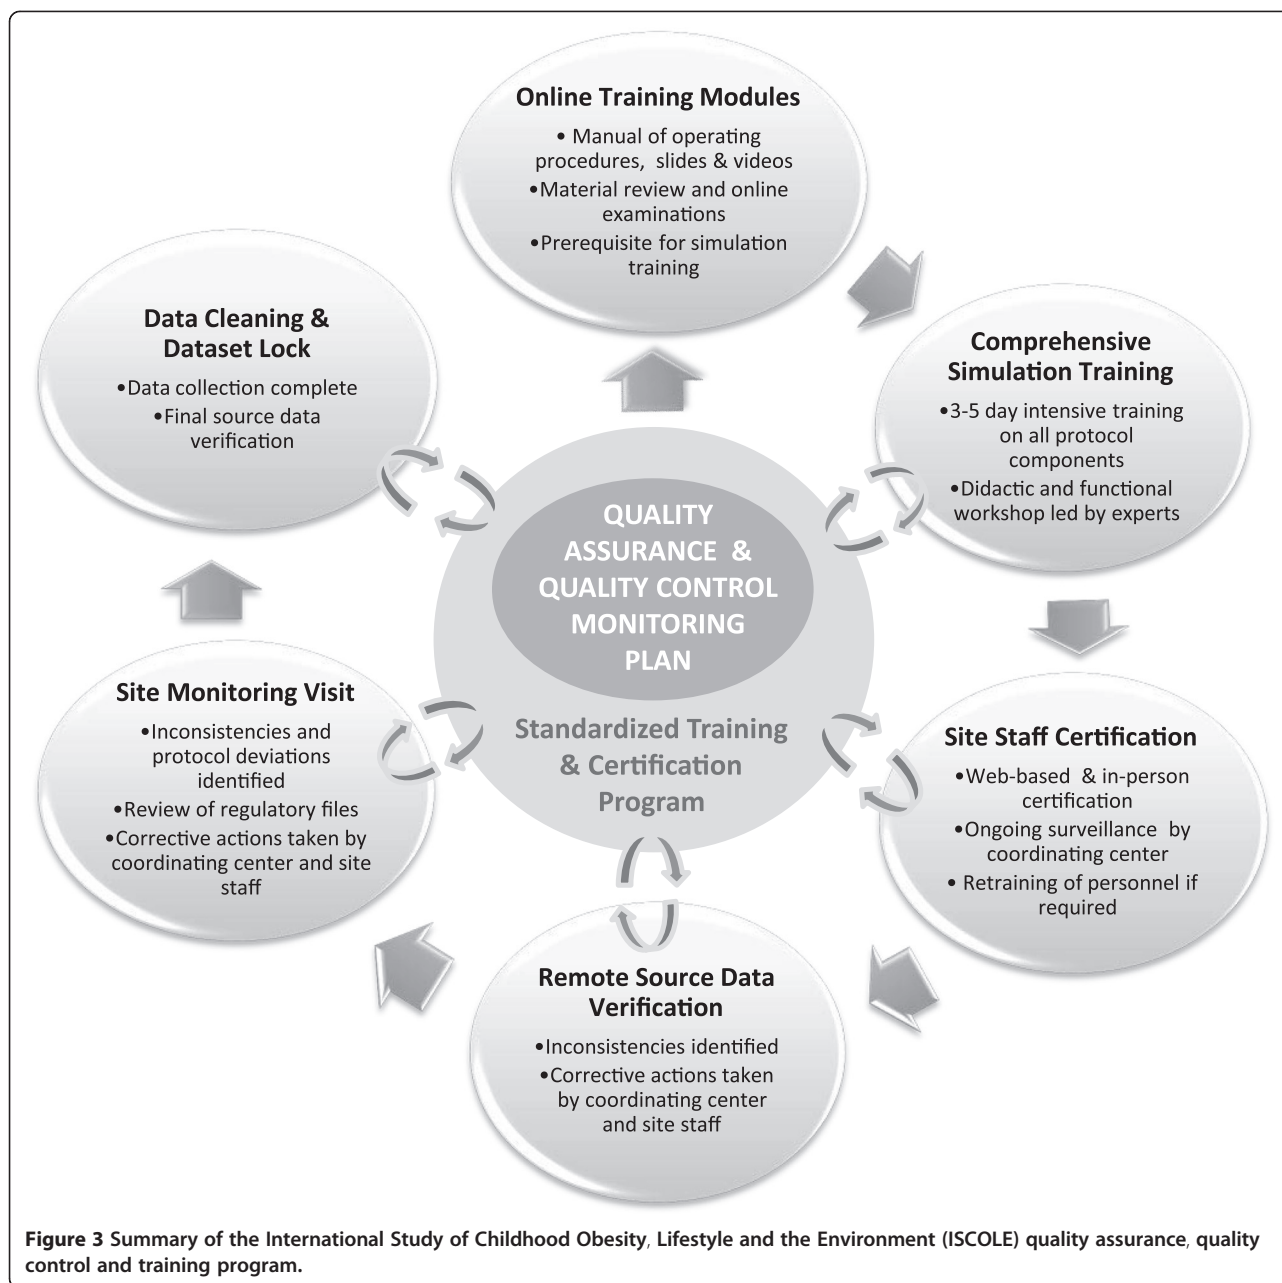 Online Training Modules
• Manual of operating
procedures, slides & videos
•Material review and online
examinations
•Prerequisite for simulation
training
Comprehensive
Simulation Training
•3-5 day intensive training
on all protocol
components
•Didactic and functional
workshop led by experts
Site Staff Certification
•Web-based & in-person
certification
•Ongoing surveillance by
coordinating center
• Retraining of personnel if
required
Remote Source Data
Verification
•Inconsistencies identified
•Corrective actions taken
by coordinating center
and site staff
Site Monitoring Visit
•Inconsistencies and
protocol deviations
identified
•Review of regulatory files
•Corrective actions taken by
coordinating center and site
staff
Data Cleaning &
Dataset Lock
•Data collection complete
•Final source data
verification
QUALITY
ASSURANCE &
QUALITY CONTROL
MONITORING
PLAN
Standardized Training
& Certification
Program
Figure 3 Summary of the International Study of Childhood Obesity, Lifestyle and the Environment (ISCOLE) quality assurance, quality
control and training program.